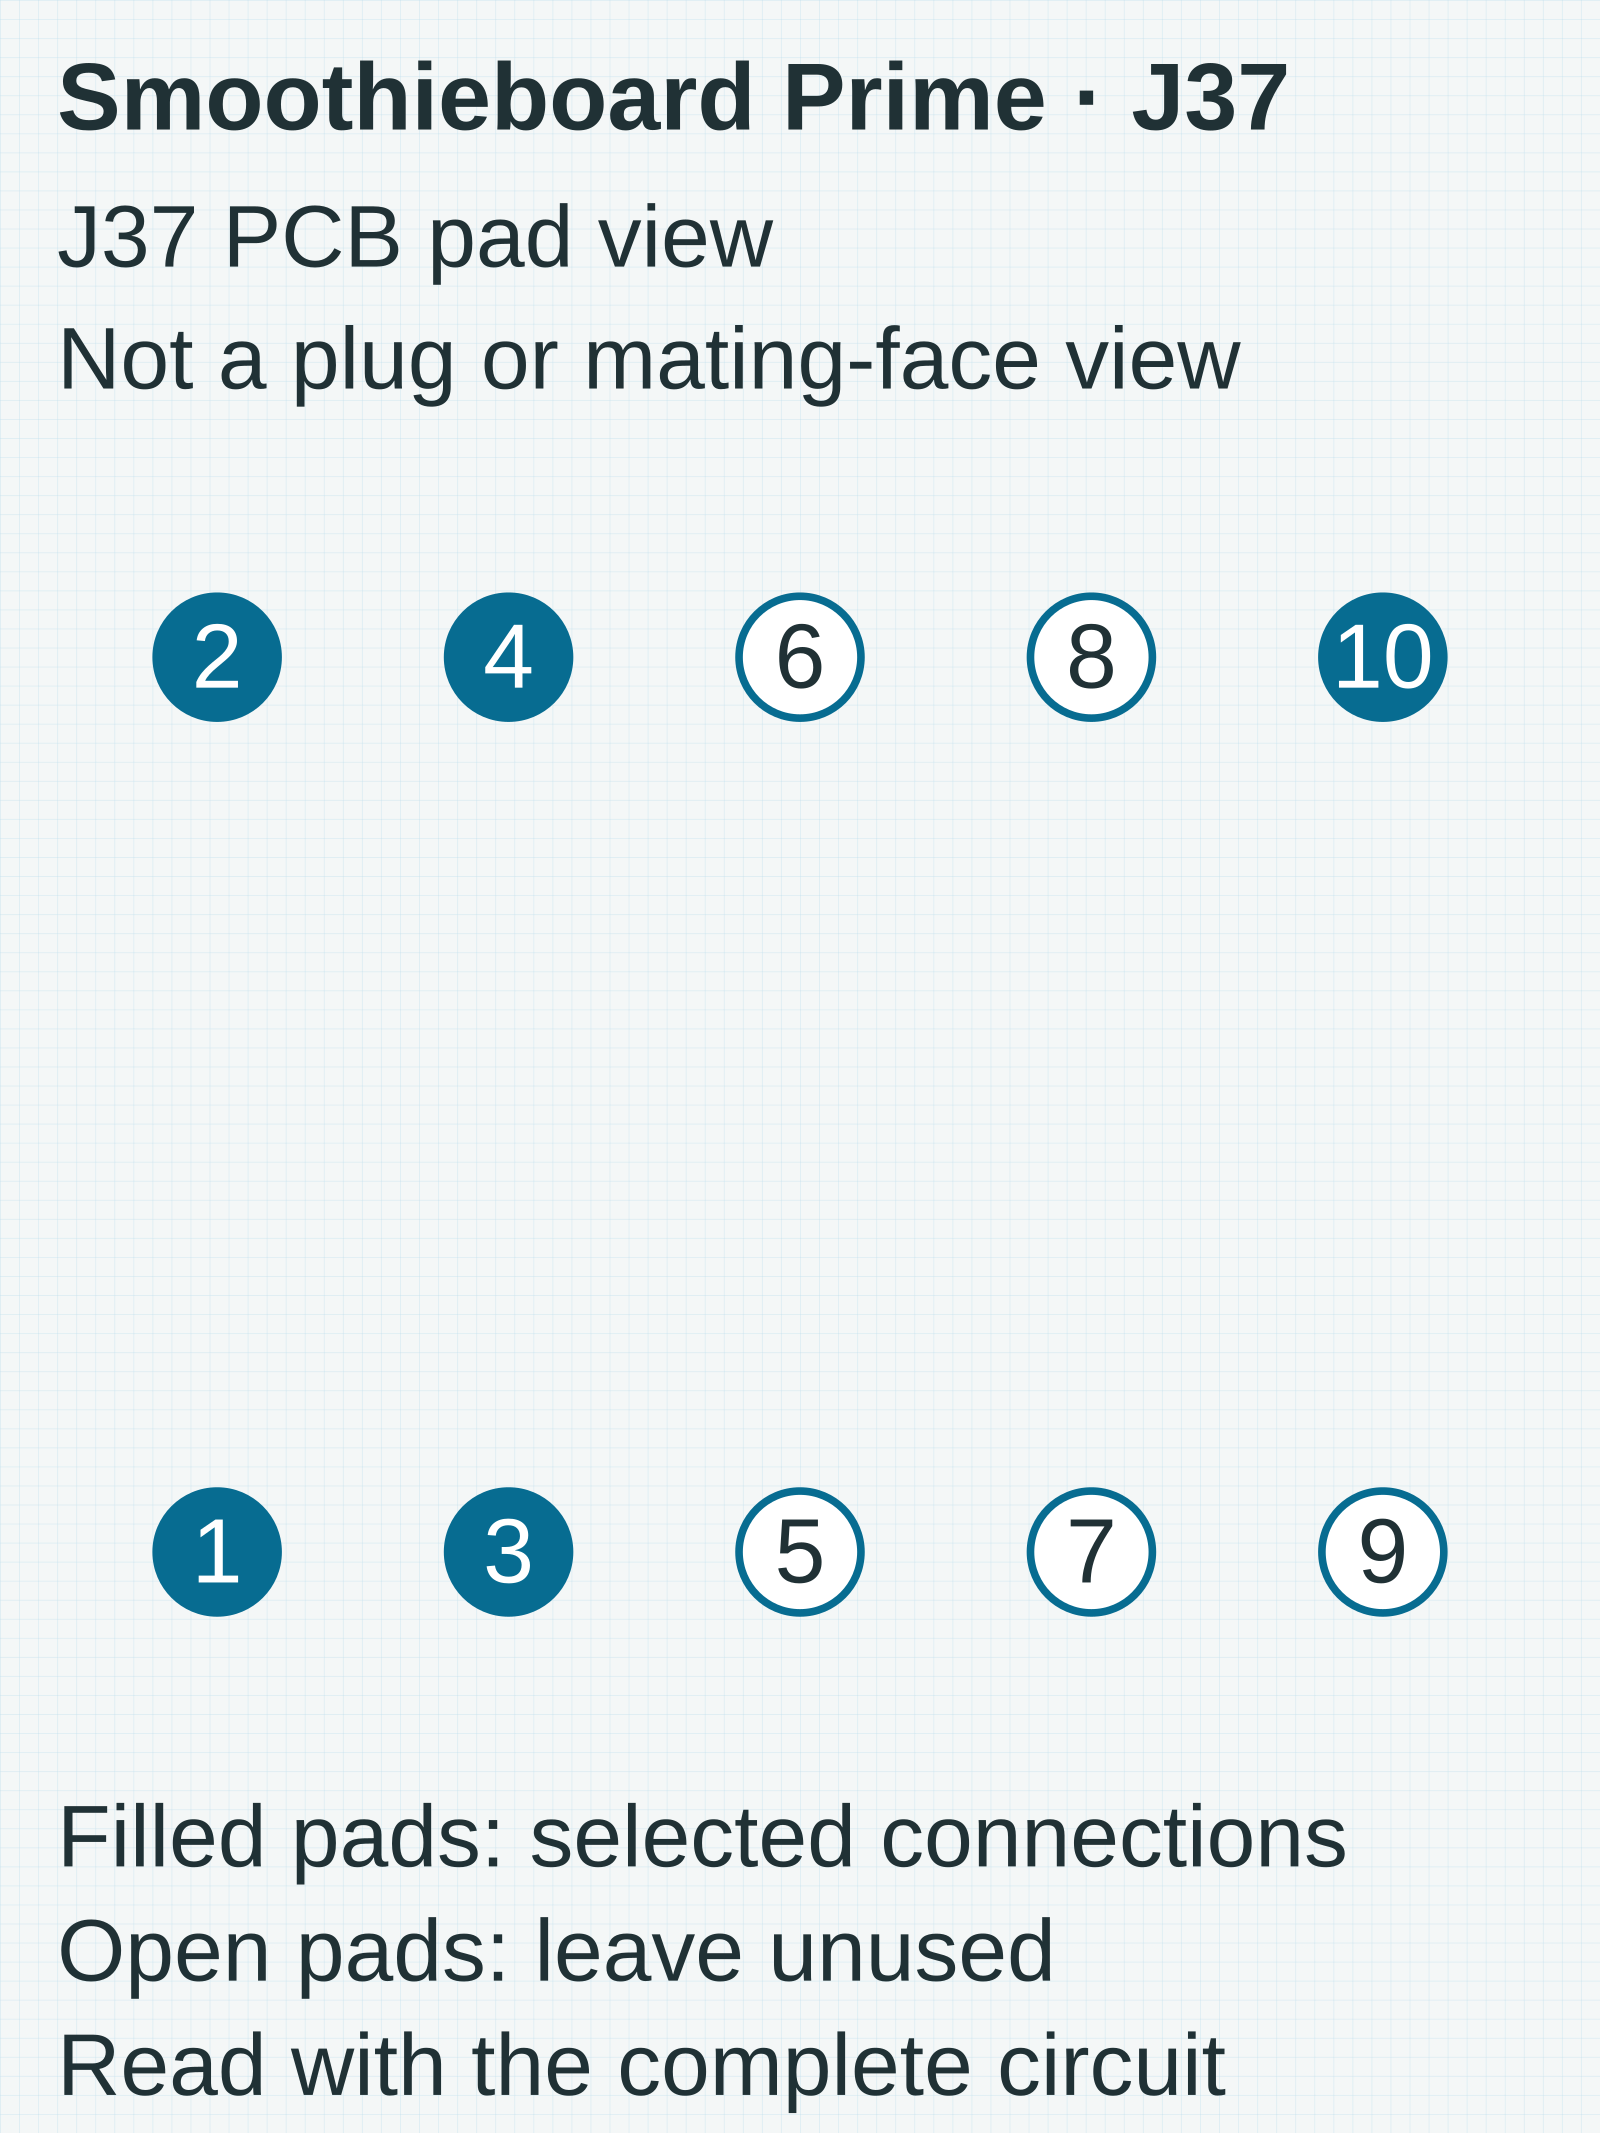 Smoothieboard Prime · J37
J37 PCB pad view
Not a plug or mating-face view
2 4 6 8 10
1 3 5 7 9
Filled pads: selected connections
Open pads: leave unused
Read with the complete circuit